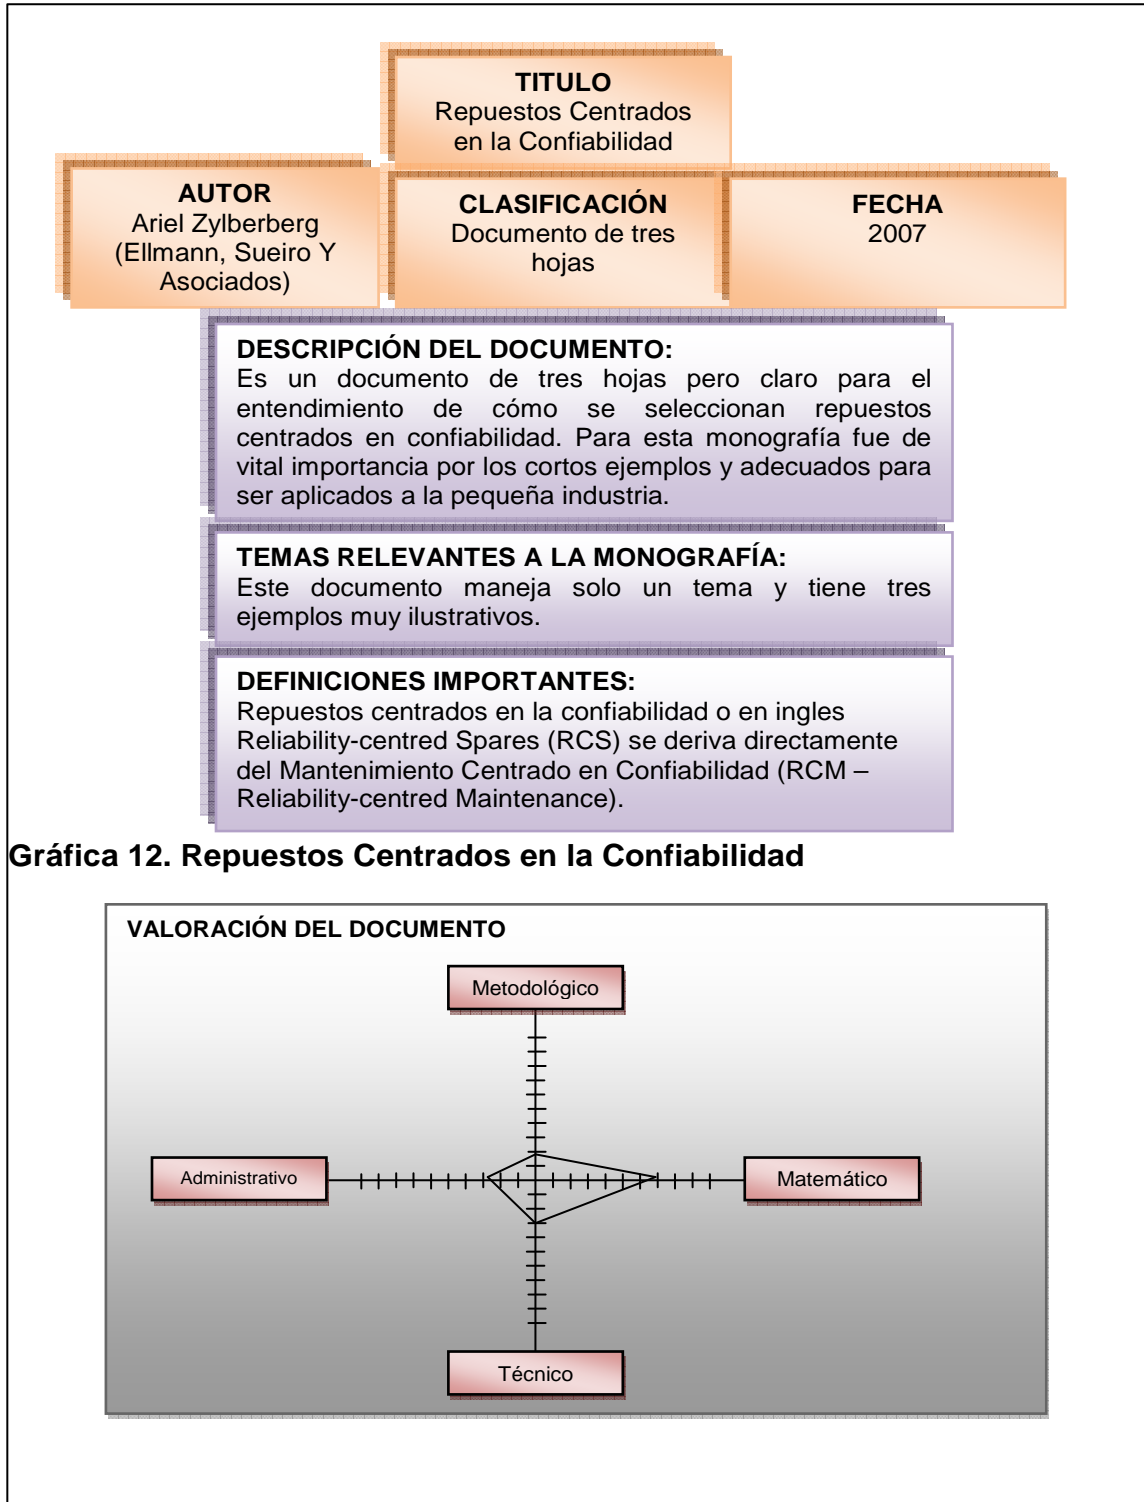 TITULO
Repuestos Centrados
en la Confiabilidad
AUTOR
Ariel Zylberberg
(Ellmann, Sueiro Y
Asociados)
CLASIFICACIÓN
Documento de tres
hojas
FECHA
2007
DESCRIPCIÓN DEL DOCUMENTO:
Es un documento de tres hojas pero claro para el
entendimiento de cómo se seleccionan repuestos
centrados en confiabilidad. Para esta monografía fue de
vital importancia por los cortos ejemplos y adecuados para
ser aplicados a la pequeña industria.
TEMAS RELEVANTES A LA MONOGRAFÍA:
Este documento maneja solo un tema y tiene tres
ejemplos muy ilustrativos.
DEFINICIONES IMPORTANTES:
Repuestos centrados en la confiabilidad o en ingles
Reliability-centred Spares (RCS) se deriva directamente
del Mantenimiento Centrado en Confiabilidad (RCM –
Reliability-centred Maintenance).
Gráfica 12. Repuestos Centrados en la Confiabilidad
VALORACIÓN DEL DOCUMENTO
Metodológico
Administrativo
Matemático
Técnico